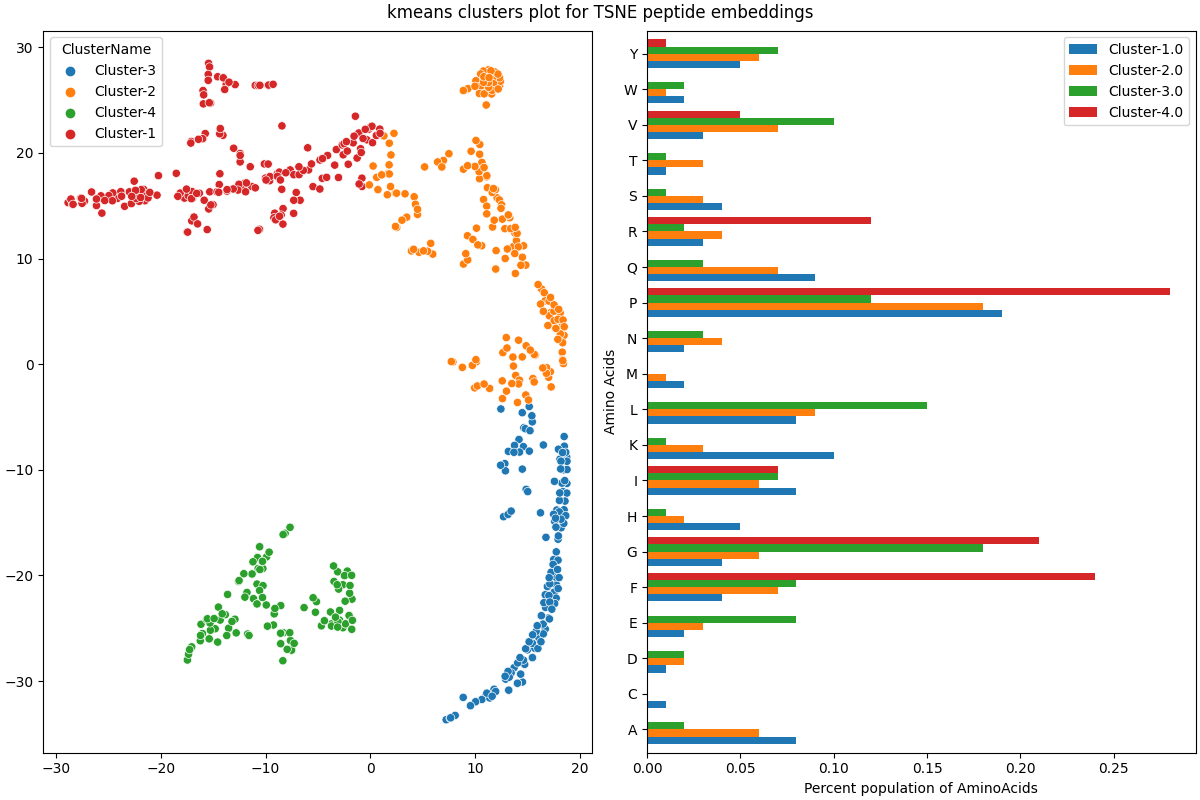 kmeans clusters plot for TSNE peptide embeddings
ClusterName
Cluster-3
Cluster-2
Cluster-4
Cluster-1
30
20
10
0
−10
−20
−30
−30
−20
−10
0
10
20
Cluster-1.0
Cluster-2.0
Cluster-3.0
Cluster-4.0
Amino Acids
Y
W
V
T
S
R
Q
P
N
M
L
K
I
H
G
F
E
D
C
A
0.00
0.05
0.10
0.15
0.20
0.25
Percent population of AminoAcids